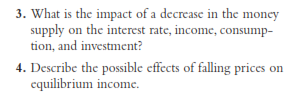 3. What is the impact of a decrease in the money
supply on the interest rate, income, consump-
tion, and investment?
4. Describe the possible effects of falling prices on
equilibrium income.